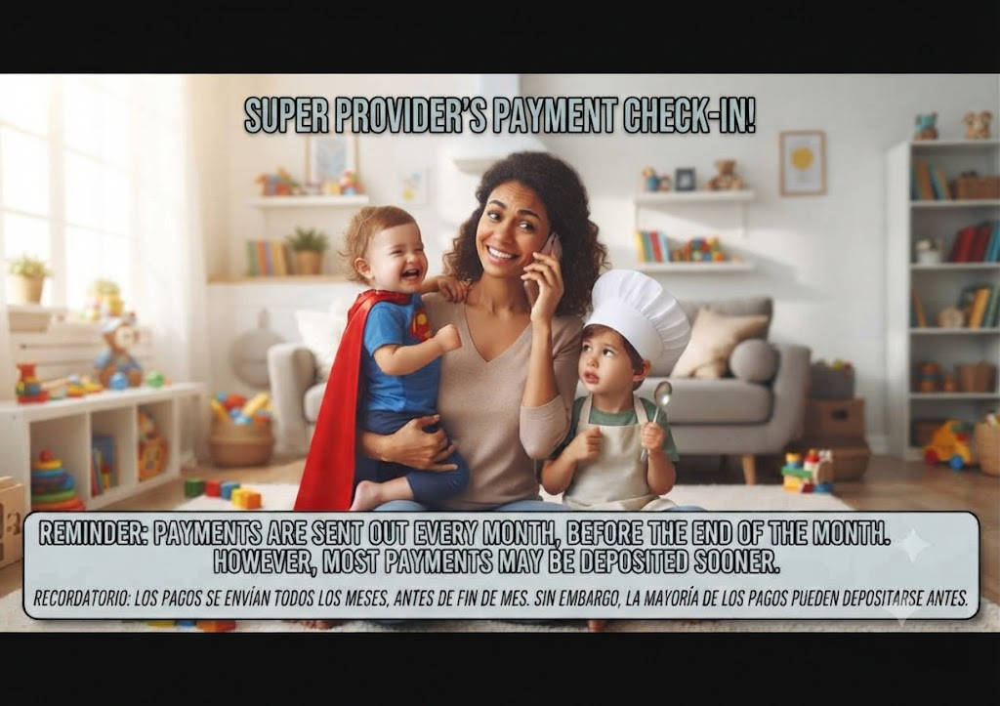 SUPER PROVIDER'S PAYMENT CHECK-IN!
REMINDER: PAYMENTS ARE SENT OUT EVERY MONTH, BEFORE THE END OF THE MONTH.
HOWEVER, MOST PAYMENTS MAY BE DEPOSITED SOONER.
RECORDATORIO: LOS PAGOS SE ENVÍAN TODOS LOS MESES, ANTES DE FIN DE MES. SIN EMBARGO, LA MAYORÍA DE LOS PAGOS PUEDEN DEPOSITARSE ANTES.